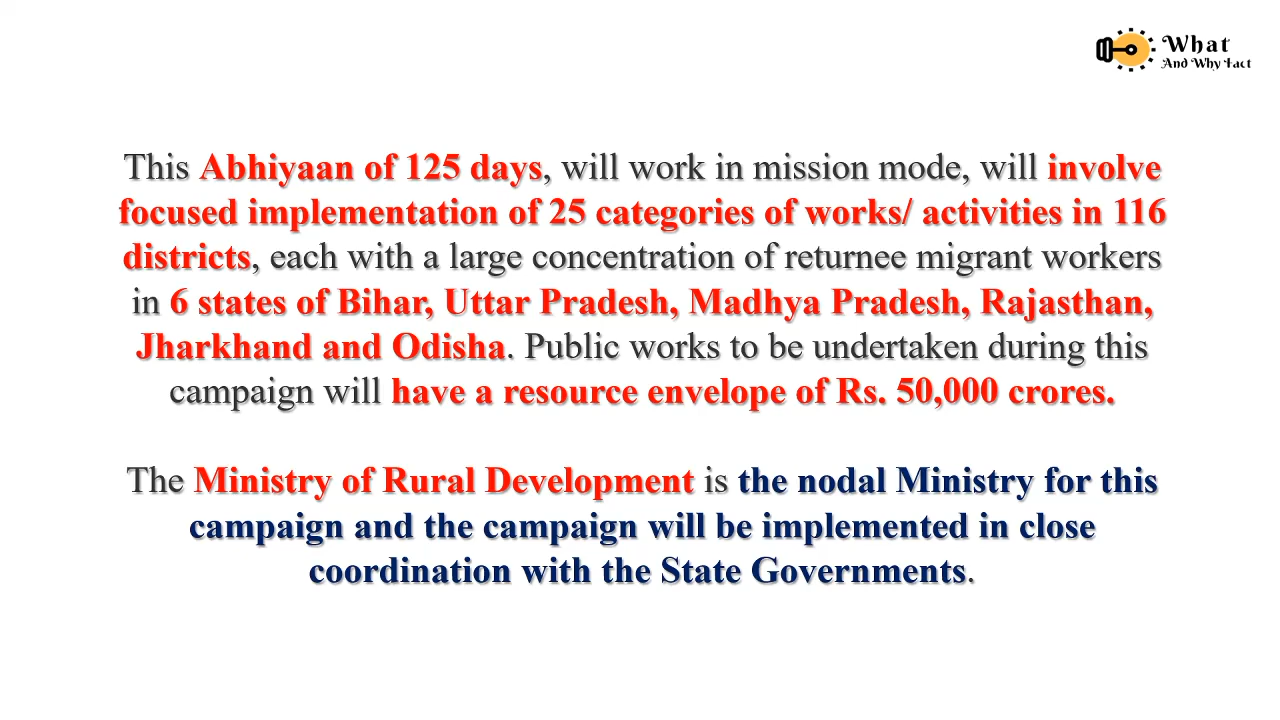 What
And Why Fact
This Abhiyaan of 125 days, will work in mission mode, will involve
focused implementation of 25 categories of works/ activities in 116
districts, each with a large concentration of returnee migrant workers
in 6 states of Bihar, Uttar Pradesh, Madhya Pradesh, Rajasthan,
Jharkhand and Odisha. Public works to be undertaken during this
campaign will have a resource envelope of Rs. 50,000 crores.
The Ministry of Rural Development is the nodal Ministry for this
campaign and the campaign will be implemented in close
coordination with the State Governments.